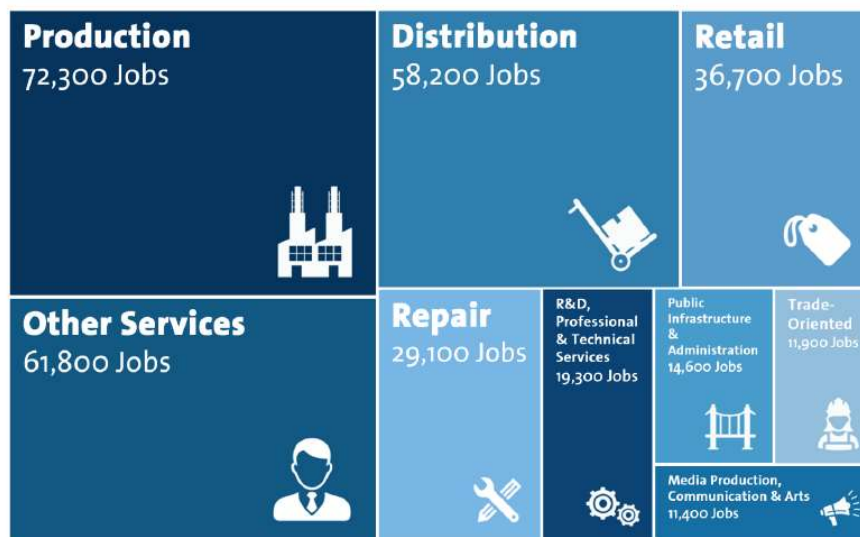 Production
72,300 Jobs
Distribution
58,200 Jobs
Retail
36,700 Jobs
Other Services
61,800 Jobs
Repair
29,100 Jobs
R&D,
Professional
& Technical
Services
19,300 Jobs
Public
Infrastructure
&
Administration
14,600 Jobs
Trade-
Oriented
11,900 Jobs
Media Production,
Communication & Arts
11,400 Jobs